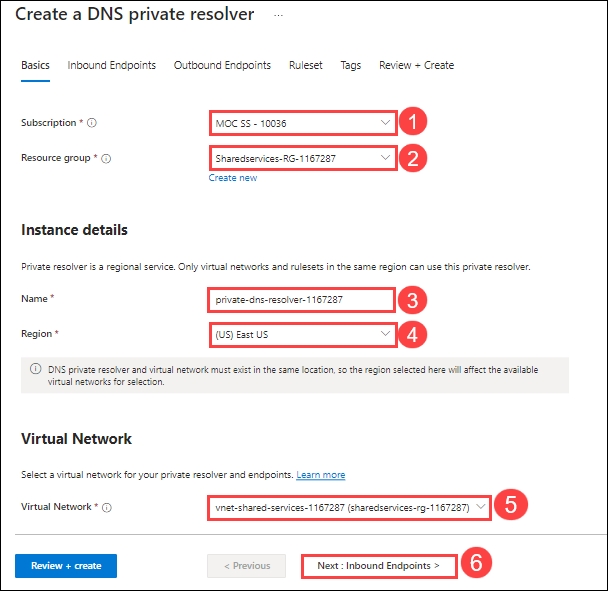 Create a DNS private resolver ...
Basics Inbound Endpoints Outbound Endpoints Ruleset Tags Review + Create
Subscription * MOC SS - 10036 1
Resource group * Sharedservices-RG-1167287 2
Create new
Instance details
Private resolver is a regional service. Only virtual networks and rulesets in the same region can use this private resolver.
Name * private-dns-resolver-1167287 3
Region * (US) East US 4
DNS private resolver and virtual network must exist in the same location, so the region selected here will affect the available
virtual networks for selection.
Virtual Network
Select a virtual network for your private resolver and endpoints. Learn more
Virtual Network * vnet-shared-services-1167287 (sharedservices-rg-1167287) 5
Review + create < Previous Next : Inbound Endpoints > 6